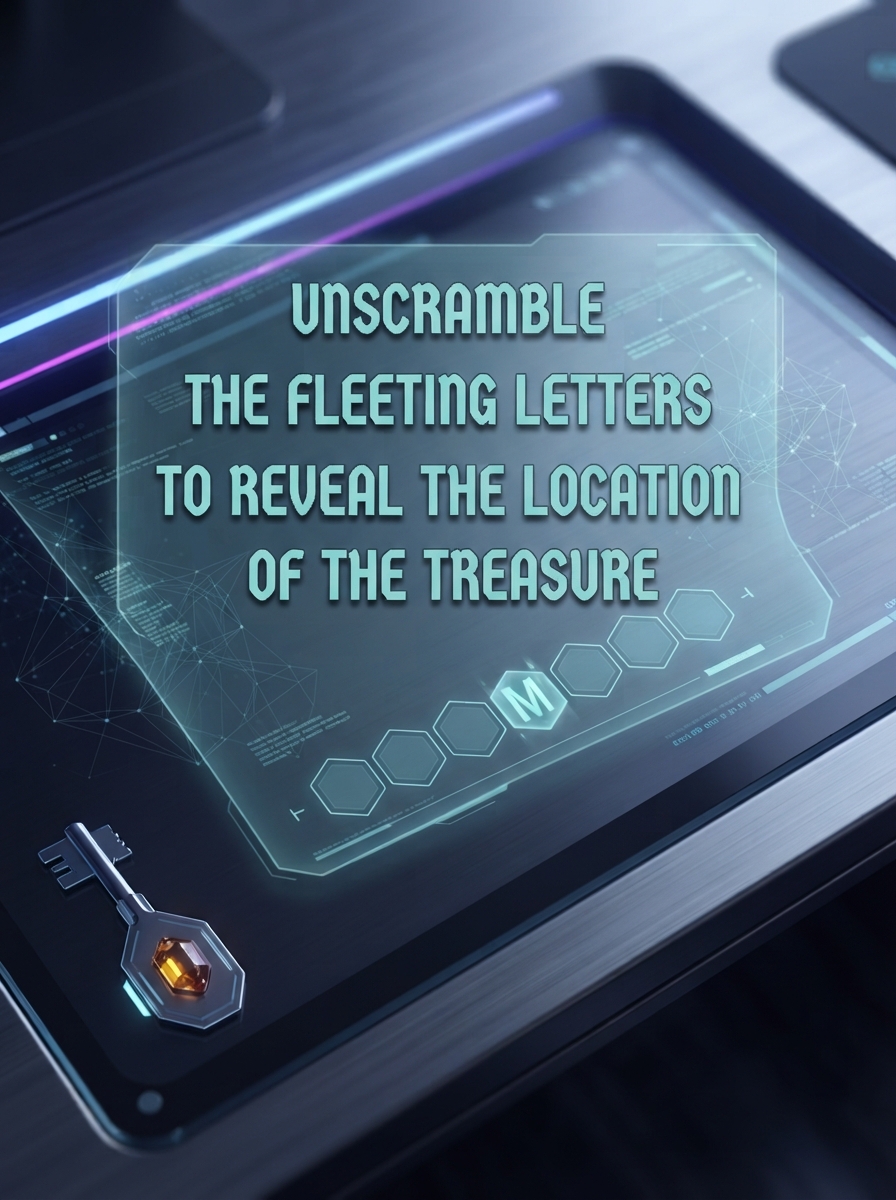 UNSCRAMBLE
THE FLEETING LETTERS
TO REVEAL THE LOCATION
OF THE TREASURE
M